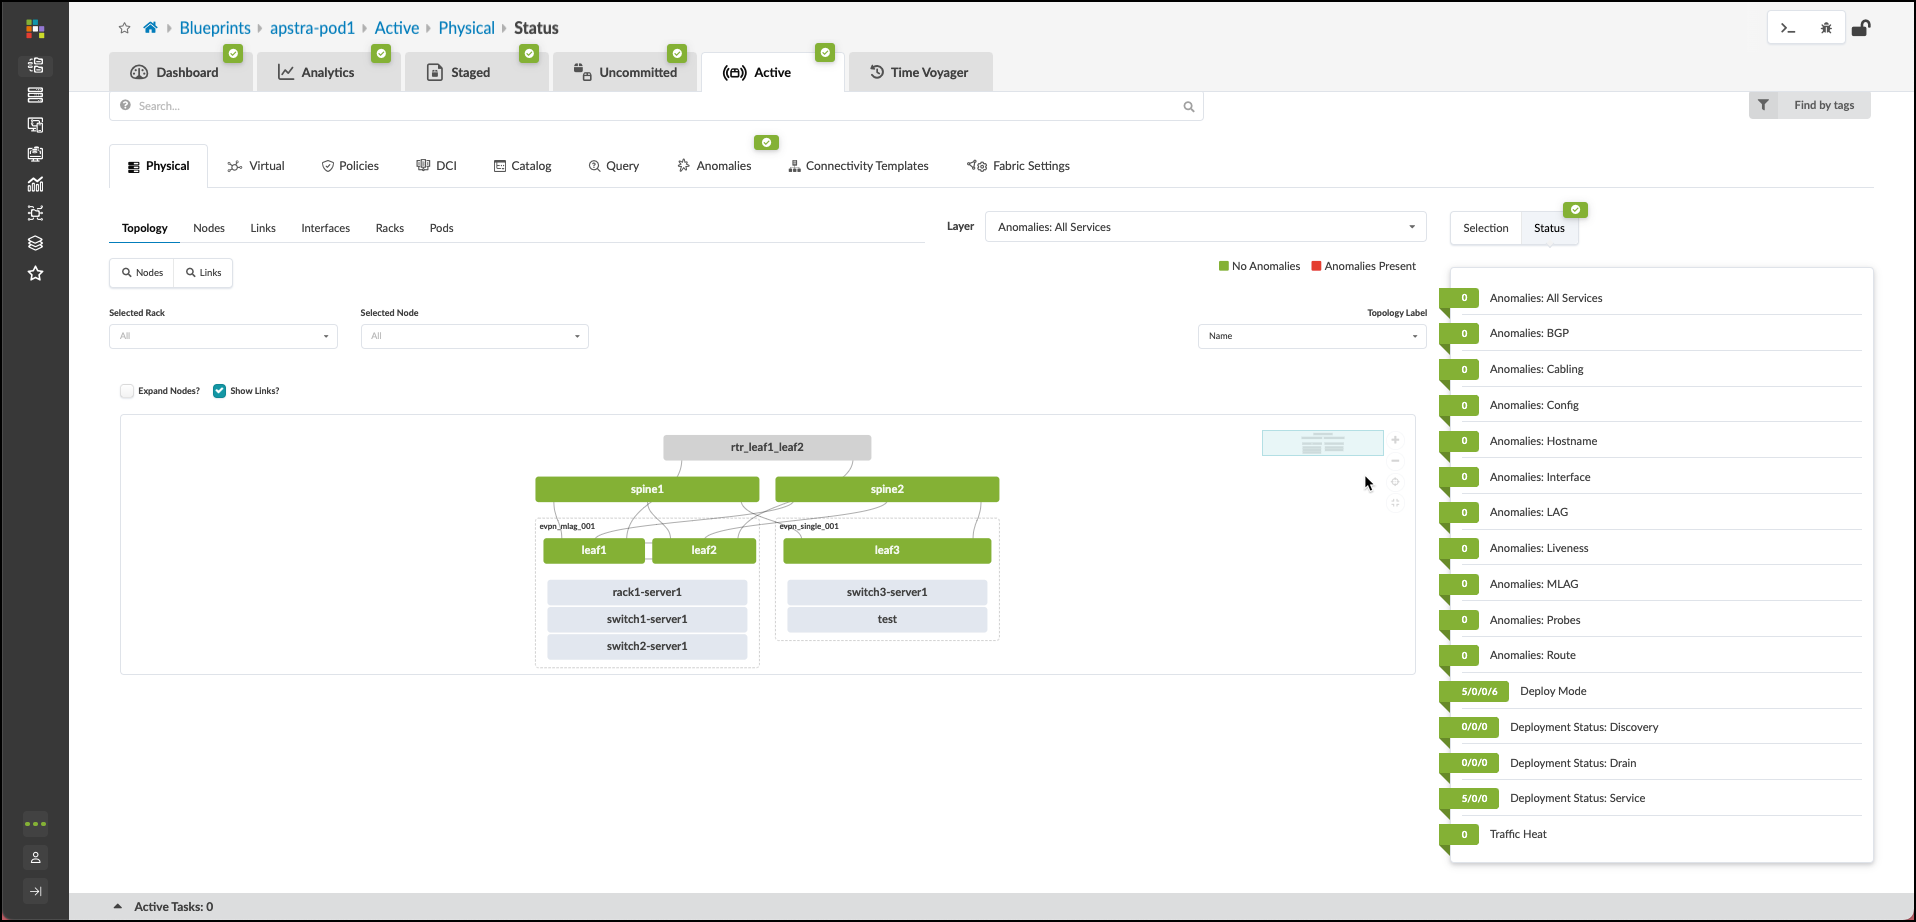 Blueprints apstra-pod1 Active Physical Status
Dashboard Analytics Staged Uncommitted Active Time Voyager
Search...
Find by tags
Physical Virtual Policies DCI Catalog Query Anomalies Connectivity Templates Fabric Settings
Topology Nodes Links Interfaces Racks Pods
Layer Anomalies: All Services
Selection Status
Nodes Links
No Anomalies Anomalies Present
Selected Rack Selected Node Topology Label
All All Name
Expand Nodes? Show Links?
rtr_leaf1_leaf2
spine1 spine2
evpn_mlag_001 evpn_single_001
leaf1 leaf2 leaf3
rack1-server1 switch3-server1
switch1-server1 test
switch2-server1
0 Anomalies: All Services
0 Anomalies: BGP
0 Anomalies: Cabling
0 Anomalies: Config
0 Anomalies: Hostname
0 Anomalies: Interface
0 Anomalies: LAG
0 Anomalies: Liveness
0 Anomalies: MLAG
0 Anomalies: Probes
0 Anomalies: Route
5/0/0/6 Deploy Mode
0/0/0 Deployment Status: Discovery
0/0/0 Deployment Status: Drain
5/0/0 Deployment Status: Service
0 Traffic Heat
Active Tasks: 0